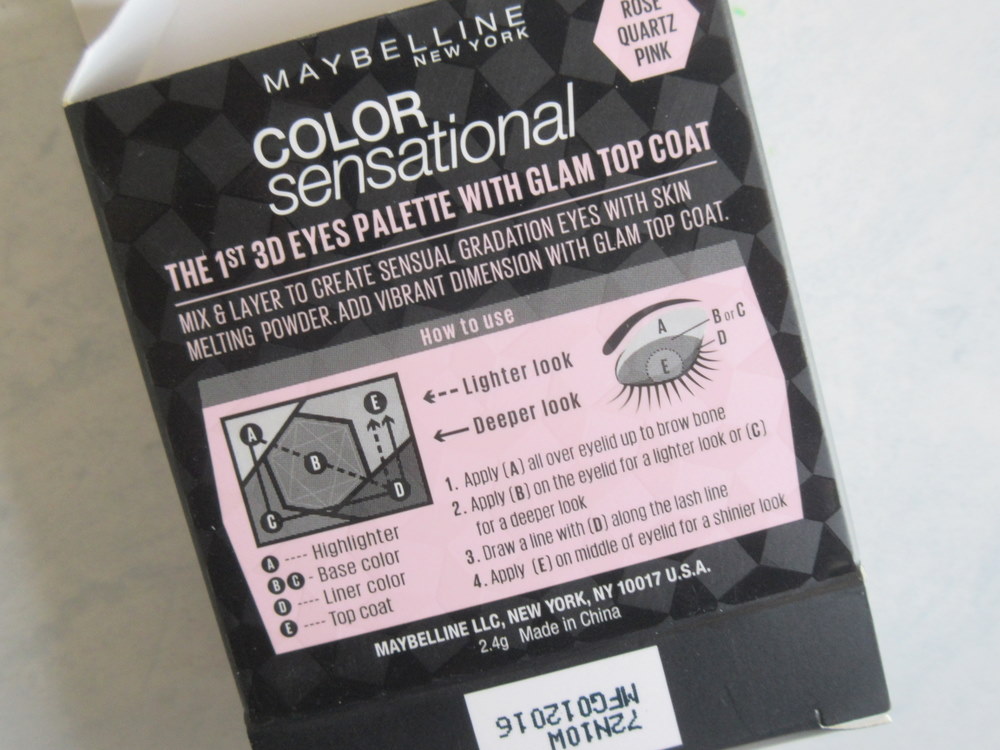 MAYBELLINE
NEW YORK
ROSE
QUARTZ
PINK
COLOR
sensational
THE 1ST 3D EYES PALETTE WITH GLAM TOP COAT
MIX & LAYER TO CREATE SENSUAL GRADATION EYES WITH SKIN
MELTING POWDER.ADD VIBRANT DIMENSION WITH GLAM TOP COAT.
How to use
A
B
C
D
E
Lighter look
Deeper look
A
B or C
D
E
A ---- Highlighter
B C - Base color
D ---- Liner color
E ---- Top coat
1. Apply (A) all over eyelid up to brow bone
2. Apply (B) on the eyelid for a lighter look or (C)
for a deeper look
3. Draw a line with (D) along the lash line
4. Apply (E) on middle of eyelid for a shinier look
MAYBELLINE LLC, NEW YORK, NY 10017 U.S.A.
2.4g Made in China
72N10W
MFG012016